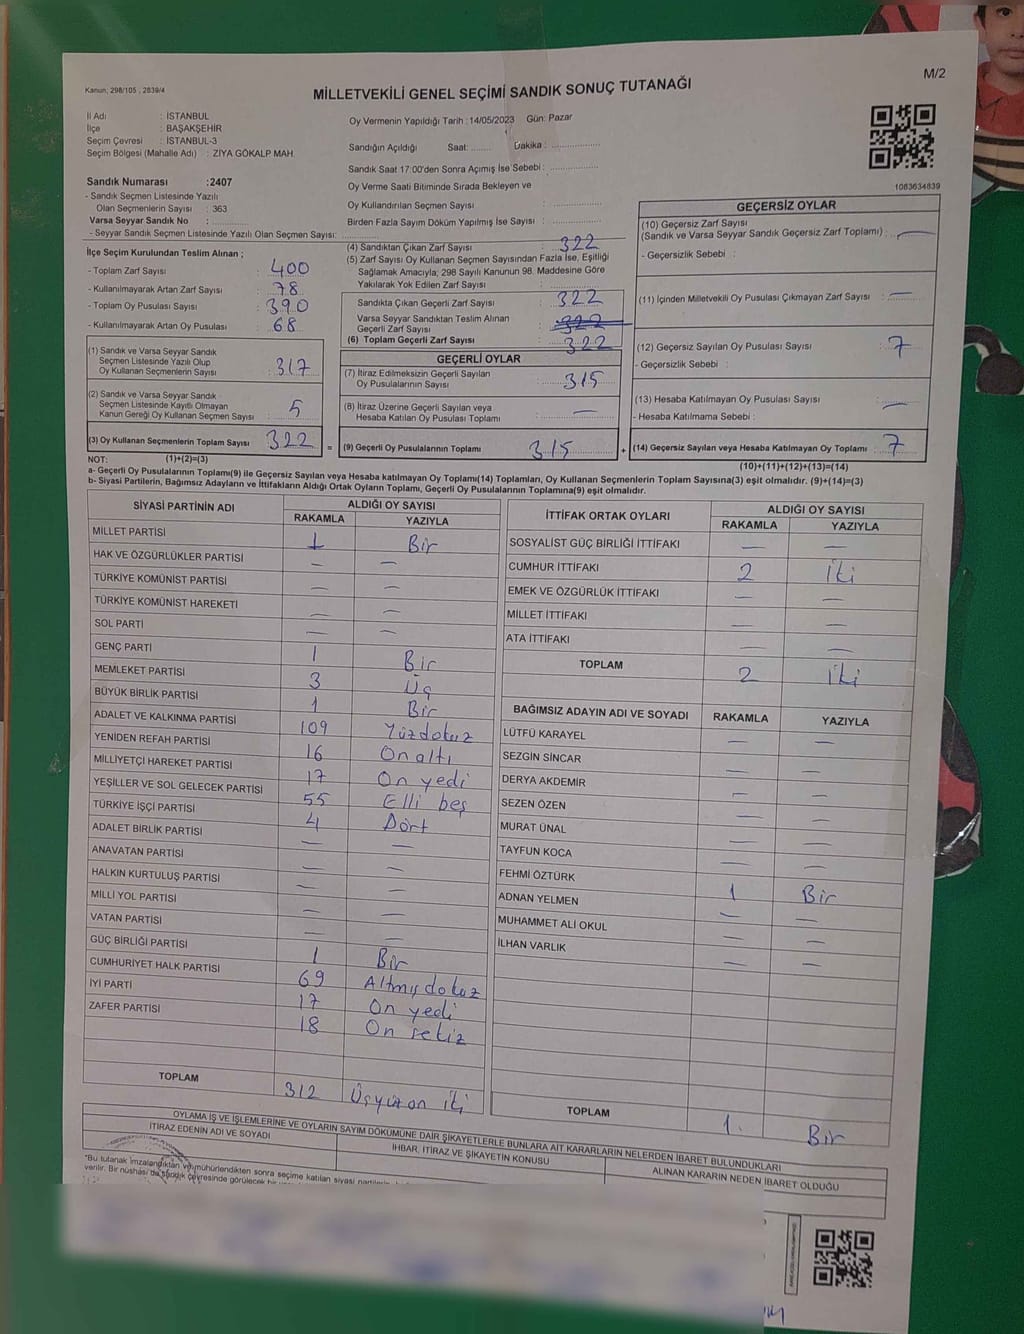 M/2
Kanun; 298/105 , 2839/4
MİLLETVEKİLİ GENEL SEÇİMİ SANDIK SONUÇ TUTANAĞI
İl Adı : İSTANBUL
İlçe : BAŞAKŞEHİR
Seçim Çevresi : İSTANBUL-3
Seçim Bölgesi (Mahalle Adı) : ZİYA GÖKALP MAH.
Sandık Numarası :2407
- Sandık Seçmen Listesinde Yazılı
Olan Seçmenlerin Sayısı : 363
Varsa Seyyar Sandık No :
- Seyyar Sandık Seçmen Listesinde Yazılı Olan Seçmen Sayısı:
Oy Vermenin Yapıldığı Tarih : 14/05/2023 Gün: Pazar
Sandığın Açıldığı Saat: Dakika :
Sandık Saat 17:00'den Sonra Açımış İse Sebebi :
Oy Verme Saati Bitiminde Sırada Bekleyen ve
Oy Kullandırılan Seçmen Sayısı :
Birden Fazla Sayım Döküm Yapılmış İse Sayısı :
1063634839
İlçe Seçim Kurulundan Teslim Alınan ;
- Toplam Zarf Sayısı : 400
- Kullanılmayarak Artan Zarf Sayısı : 78
- Toplam Oy Pusulası Sayısı : 390
- Kullanılmayarak Artan Oy Pusulası : 68
(1) Sandık ve Varsa Seyyar Sandık
Seçmen Listesinde Yazılı Olup
Oy Kullanan Seçmenlerin Sayısı : 317
(2) Sandık ve Varsa Seyyar Sandık
Seçmen Listesinde Kayıtlı Olmayan
Kanun Gereği Oy Kullanan Seçmen Sayısı : 5
(3) Oy Kullanan Seçmenlerin Toplam Sayısı 322
(4) Sandıktan Çıkan Zarf Sayısı : 322
(5) Zarf Sayısı Oy Kullanan Seçmen Sayısından Fazla İse, Eşitliği
Sağlamak Amacıyla; 298 Sayılı Kanunun 98. Maddesine Göre
Yakılarak Yok Edilen Zarf Sayısı :
Sandıkta Çıkan Geçerli Zarf Sayısı : 322
Varsa Seyyar Sandıktan Teslim Alınan
Geçerli Zarf Sayısı : 322
(6) Toplam Geçerli Zarf Sayısı : 322
GEÇERLİ OYLAR
(7) İtiraz Edilmeksizin Geçerli Sayılan
Oy Pusulalarının Sayısı : 315
(8) İtiraz Üzerine Geçerli Sayılan veya
Hesaba Katılan Oy Pusulaları Toplamı : —
= (9) Geçerli Oy Pusulalarının Toplamı : 315
GEÇERSİZ OYLAR
(10) Geçersiz Zarf Sayısı
(Sandık ve Varsa Seyyar Sandık Geçersiz Zarf Toplamı) : —
- Geçersizlik Sebebi :
(11) İçinden Milletvekili Oy Pusulası Çıkmayan Zarf Sayısı : —
(12) Geçersiz Sayılan Oy Pusulası Sayısı : 7
- Geçersizlik Sebebi :
(13) Hesaba Katılmayan Oy Pusulası Sayısı : —
- Hesaba Katılmama Sebebi :
+ (14) Geçersiz Sayılan veya Hesaba Katılmayan Oy Toplamı : 7
NOT: (1)+(2)=(3)
(10)+(11)+(12)+(13)=(14)
a- Geçerli Oy Pusulalarının Toplamı(9) ile Geçersiz Sayılan veya Hesaba katılmayan Oy Toplamı(14) Toplamları, Oy Kullanan Seçmenlerin Toplam Sayısına(3) eşit olmalıdır. (9)+(14)=(3)
b- Siyasi Partilerin, Bağımsız Adayların ve İttifakların Aldığı Oyların Toplamı, Geçerli Oy Pusulalarının Toplamına(9) eşit olmalıdır.
SİYASİ PARTİNİN ADI ALDIĞI OY SAYISI
RAKAMLA YAZIYLA
MİLLET PARTİSİ 1 Bir
HAK VE ÖZGÜRLÜKLER PARTİSİ — —
TÜRKİYE KOMÜNİST PARTİSİ — —
TÜRKİYE KOMÜNİST HAREKETİ — —
SOL PARTİ — —
GENÇ PARTİ 1 Bir
MEMLEKET PARTİSİ 3 Üç
BÜYÜK BİRLİK PARTİSİ 1 Bir
ADALET VE KALKINMA PARTİSİ 109 Yüzdokuz
YENİDEN REFAH PARTİSİ 16 On altı
MİLLİYETÇİ HAREKET PARTİSİ 17 On yedi
YEŞİLLER VE SOL GELECEK PARTİSİ 55 Elli beş
TÜRKİYE İŞÇİ PARTİSİ 4 Dört
ADALET BİRLİK PARTİSİ — —
ANAVATAN PARTİSİ — —
HALKIN KURTULUŞ PARTİSİ — —
MİLLİ YOL PARTİSİ — —
VATAN PARTİSİ — —
GÜÇ BİRLİĞİ PARTİSİ 1 Bir
CUMHURİYET HALK PARTİSİ 69 Altmış dokuz
İYİ PARTİ 17 On yedi
ZAFER PARTİSİ 18 On sekiz
TOPLAM 312 Üçyüzon iki
İTTİFAK ORTAK OYLARI ALDIĞI OY SAYISI
RAKAMLA YAZIYLA
SOSYALİST GÜÇ BİRLİĞİ İTTİFAKI — —
CUMHUR İTTİFAKI 2 İki
EMEK VE ÖZGÜRLÜK İTTİFAKI — —
MİLLET İTTİFAKI — —
ATA İTTİFAKI — —
TOPLAM 2 İki
BAĞIMSIZ ADAYIN ADI VE SOYADI RAKAMLA YAZIYLA
LÜTFÜ KARAYEL — —
SEZGİN SİNCAR — —
DERYA AKDEMİR — —
SEZEN ÖZEN — —
MURAT ÜNAL — —
TAYFUN KOCA — —
FEHMİ ÖZTÜRK
ADNAN YELMEN 1 Bir
MUHAMMET ALİ OKUL — —
İLHAN VARLIK — —
TOPLAM 1. Bir
OYLAMA İŞ VE İŞLEMLERİNE VE OYLARIN SAYIM DÖKÜMÜNE DAİR ŞİKAYETLERLE BUNLARA AİT KARARLARIN NELERDEN İBARET BULUNDUKLARI
İTİRAZ EDENİN ADI VE SOYADI İHBAR, İTİRAZ VE ŞİKAYETİN KONUSU ALINAN KARARIN NEDEN İBARET OLDUĞU
"Bu tutanak imzalandıktan ve mühürlendikten sonra seçime katılan siyasi
verilir. Bir nüshası da sandık çevresinde görülecek bir